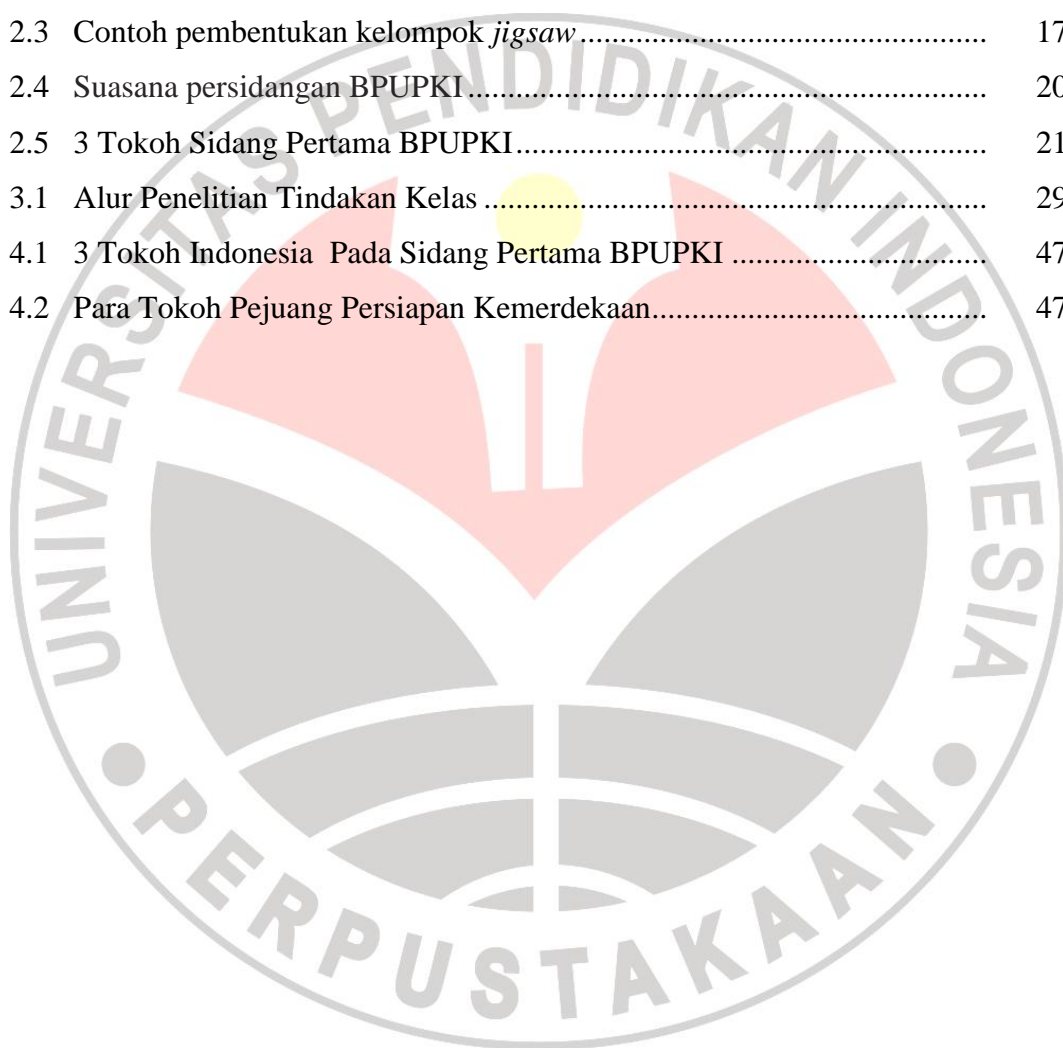 2.3 Contoh pembentukan kelompok jigsaw.................................................. 17
2.4 Suasana persidangan BPUPKI................................................................ 20
2.5 3 Tokoh Sidang Pertama BPUPKI.......................................................... 21
3.1 Alur Penelitian Tindakan Kelas .............................................................. 29
4.1 3 Tokoh Indonesia Pada Sidang Pertama BPUPKI ............................... 47
4.2 Para Tokoh Pejuang Persiapan Kemerdekaan......................................... 47
UNIVERSITAS PENDIDIKAN INDONESIA
PERPUSTAKAAN